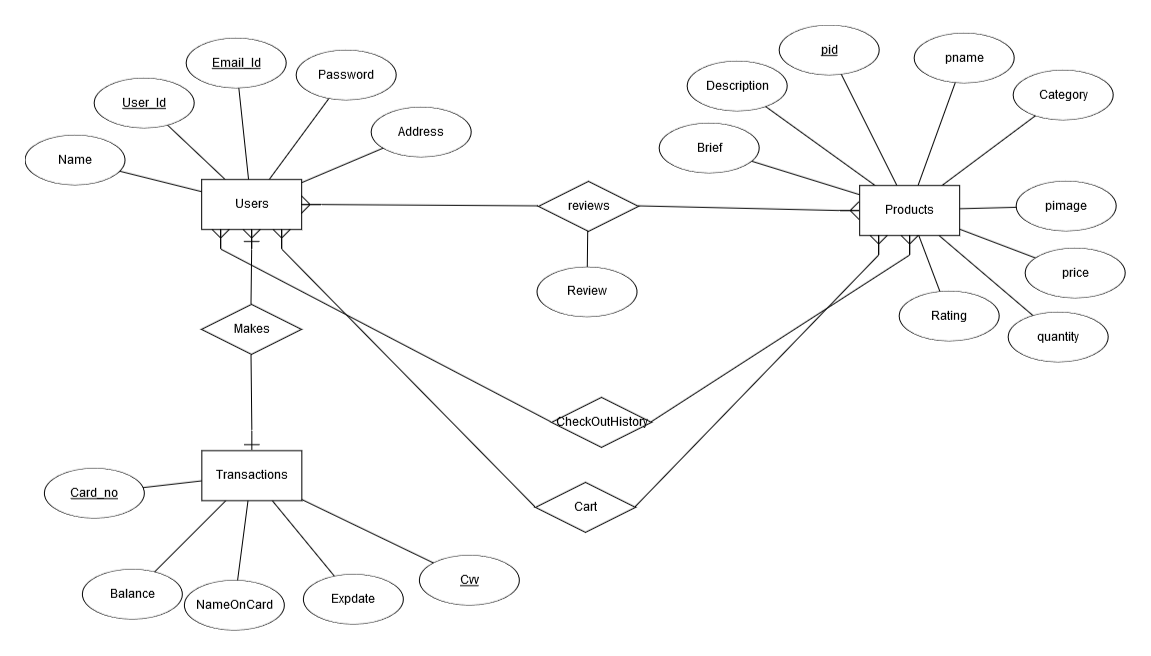 pid
Email_Id
pname
Password
Description
Category
User_Id
Address
Brief
Name
Users
reviews
Products
pimage
price
Review
Rating
Makes
quantity
CheckOutHistory
Transactions
Card_no
Cart
Cvv
Balance
NameOnCard
Expdate